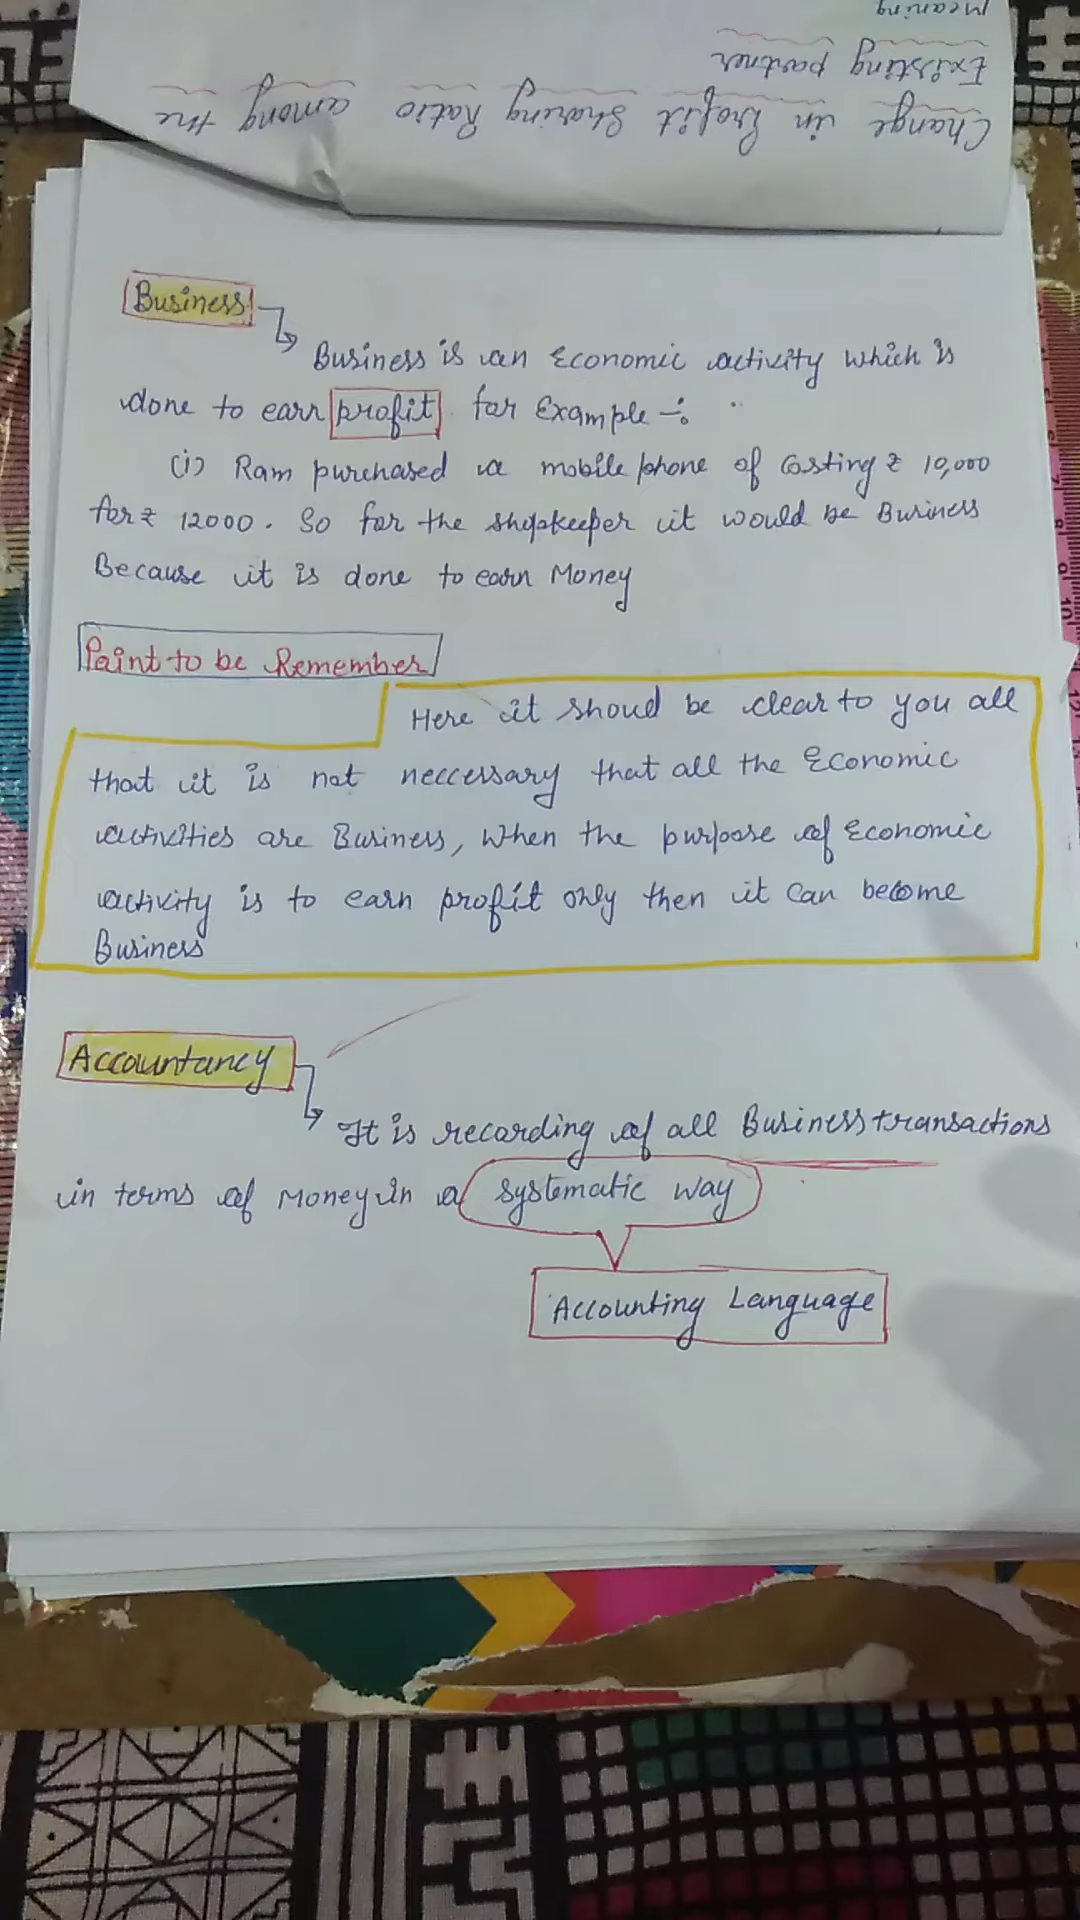 Change in Profit Sharing Ratio among the
Existing partner
Meaning
Business
Business is an Economic activity which is
done to earn profit. for Example :-
(i) Ram purchased a mobile phone of Costing ₹ 10,000
for ₹ 12000. So for the shopkeeper it would be Business
Because it is done to earn Money
Point to be Remember
Here it shoud be clear to you all
that it is not neccessary that all the Economic
activities are Business, When the purpose of Economic
activity is to earn profit only then it can become
Business
Accountancy
It is recording of all Business transactions
in terms of Money in a systematic way
Accounting Language